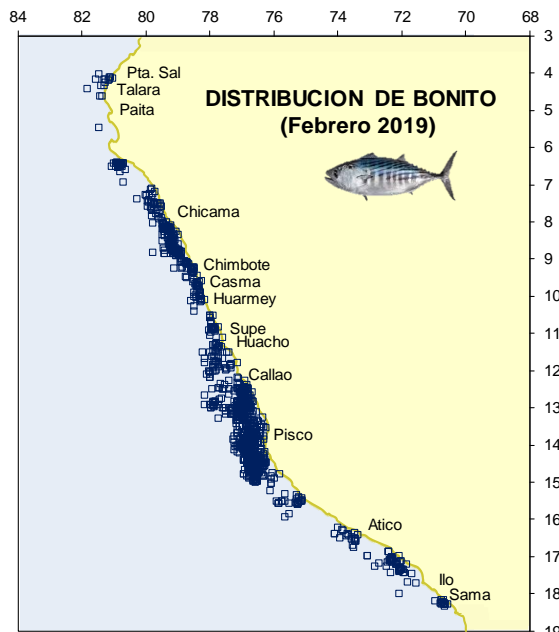 84 82 80 78 76 74 72 70 68
DISTRIBUCION DE BONITO
(Febrero 2019)
Pta. Sal
Talara
Paita
Chicama
Chimbote
Casma
Huarmey
Supe
Huacho
Callao
Pisco
Atico
Ilo
Sama
3
4
5
6
7
8
9
10
11
12
13
14
15
16
17
18
19